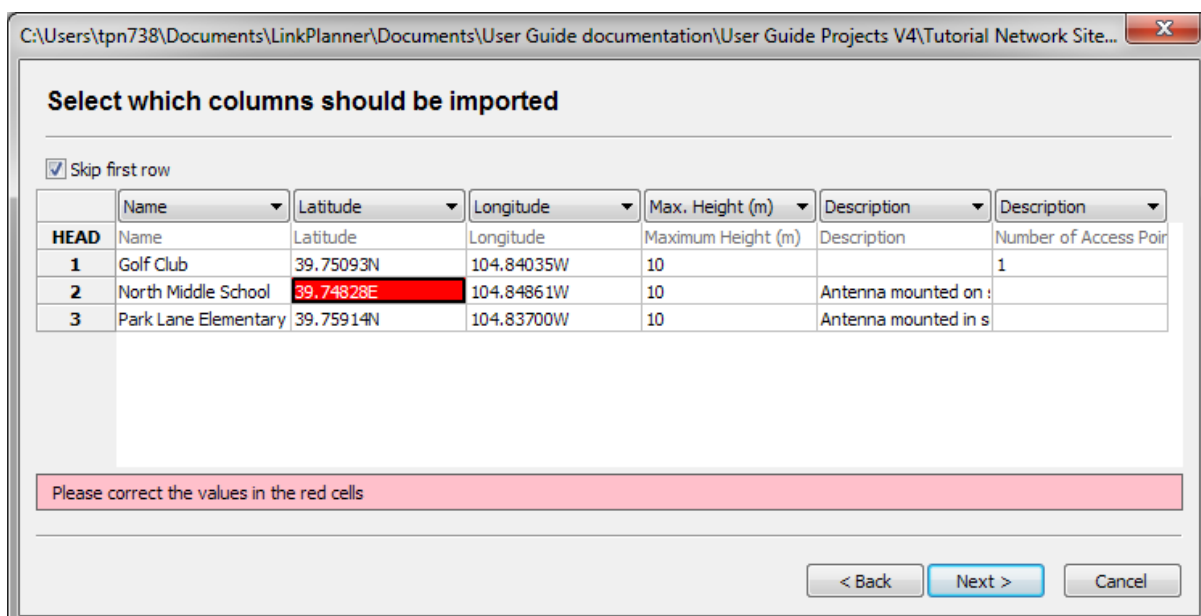 C:\Users\tpn738\Documents\LinkPlanner\Documents\User Guide documentation\User Guide Projects V4\Tutorial Network Site...
Select which columns should be imported
Skip first row
Name Latitude Longitude Max. Height (m) Description Description
HEAD Name Latitude Longitude Maximum Height (m) Description Number of Access Poin
1 Golf Club 39.75093N 104.84035W 10 1
2 North Middle School 39.74828E 104.84861W 10 Antenna mounted on
3 Park Lane Elementary 39.75914N 104.83700W 10 Antenna mounted in s
Please correct the values in the red cells
< Back Next > Cancel